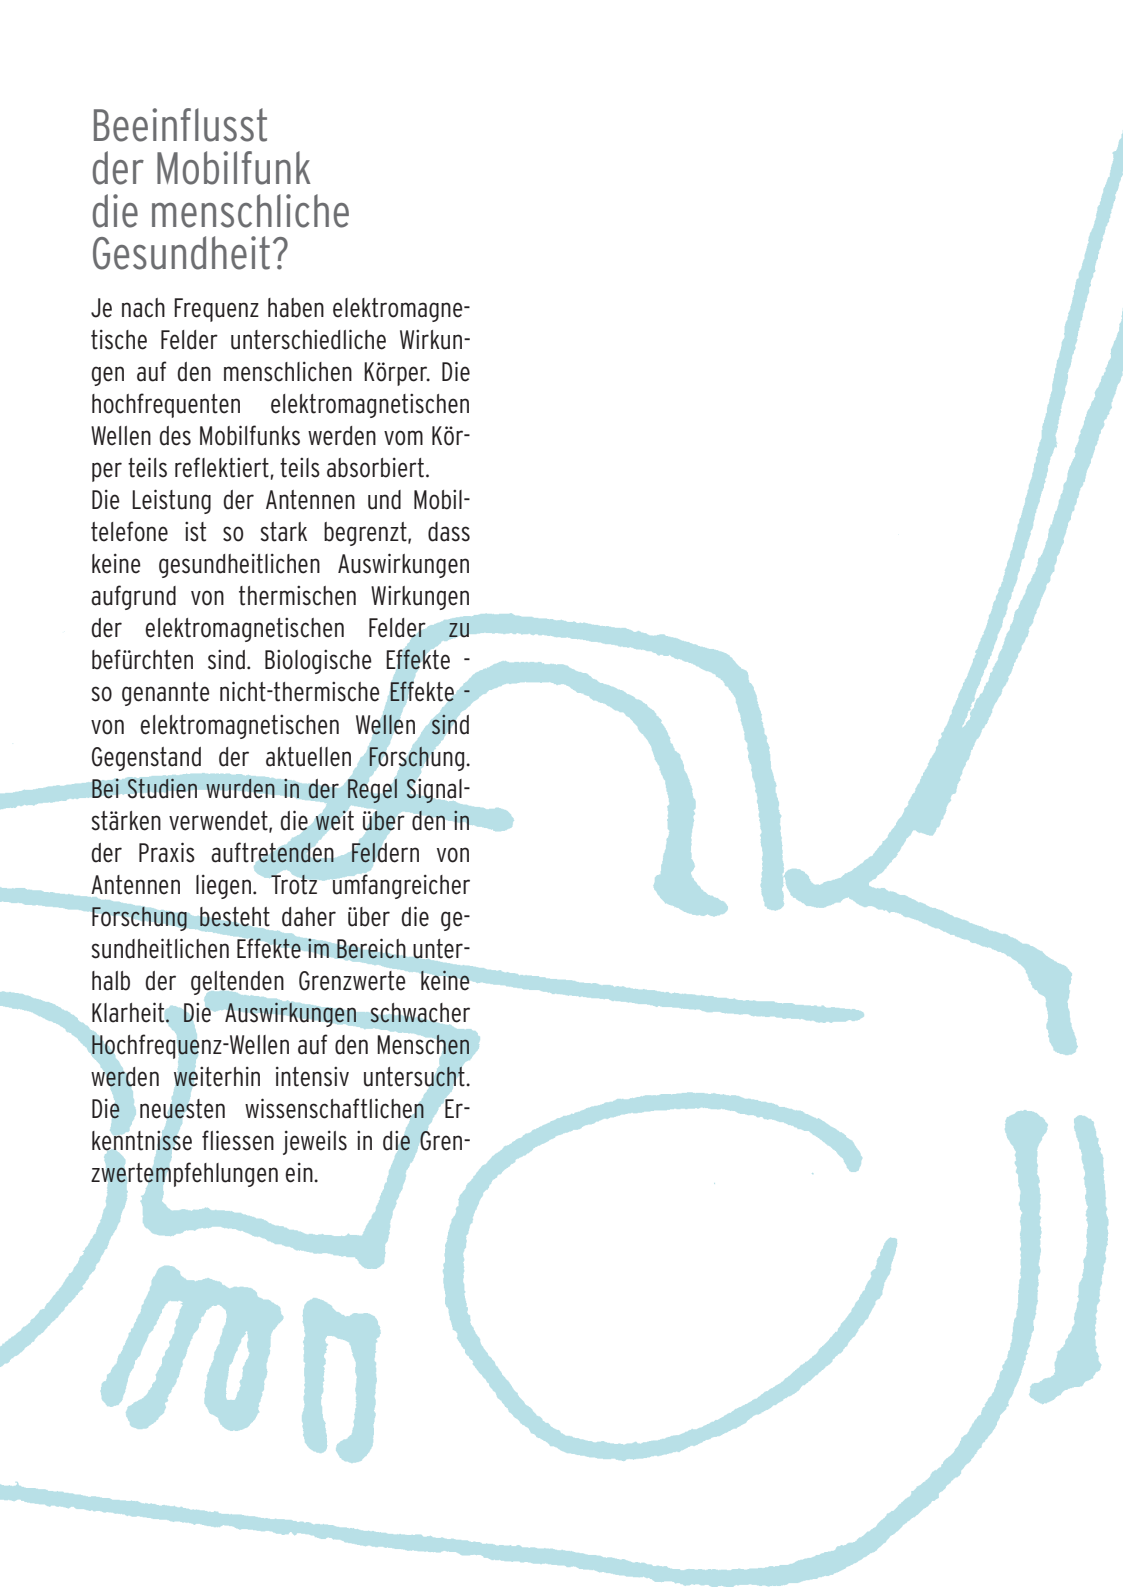 Beeinflusst
der Mobilfunk
die menschliche
Gesundheit?
Je nach Frequenz haben elektromagne-
tische Felder unterschiedliche Wirkun-
gen auf den menschlichen Körper. Die
hochfrequenten elektromagnetischen
Wellen des Mobilfunks werden vom Kör-
per teils reflektiert, teils absorbiert.
Die Leistung der Antennen und Mobil-
telefone ist so stark begrenzt, dass
keine gesundheitlichen Auswirkungen
aufgrund von thermischen Wirkungen
der elektromagnetischen Felder zu
befürchten sind. Biologische Effekte -
so genannte nicht-thermische Effekte -
von elektromagnetischen Wellen sind
Gegenstand der aktuellen Forschung.
Bei Studien wurden in der Regel Signal-
stärken verwendet, die weit über den in
der Praxis auftretenden Feldern von
Antennen liegen. Trotz umfangreicher
Forschung besteht daher über die ge-
sundheitlichen Effekte im Bereich unter-
halb der geltenden Grenzwerte keine
Klarheit. Die Auswirkungen schwacher
Hochfrequenz-Wellen auf den Menschen
werden weiterhin intensiv untersucht.
Die neuesten wissenschaftlichen Er-
kenntnisse fliessen jeweils in die Gren-
zwertempfehlungen ein.